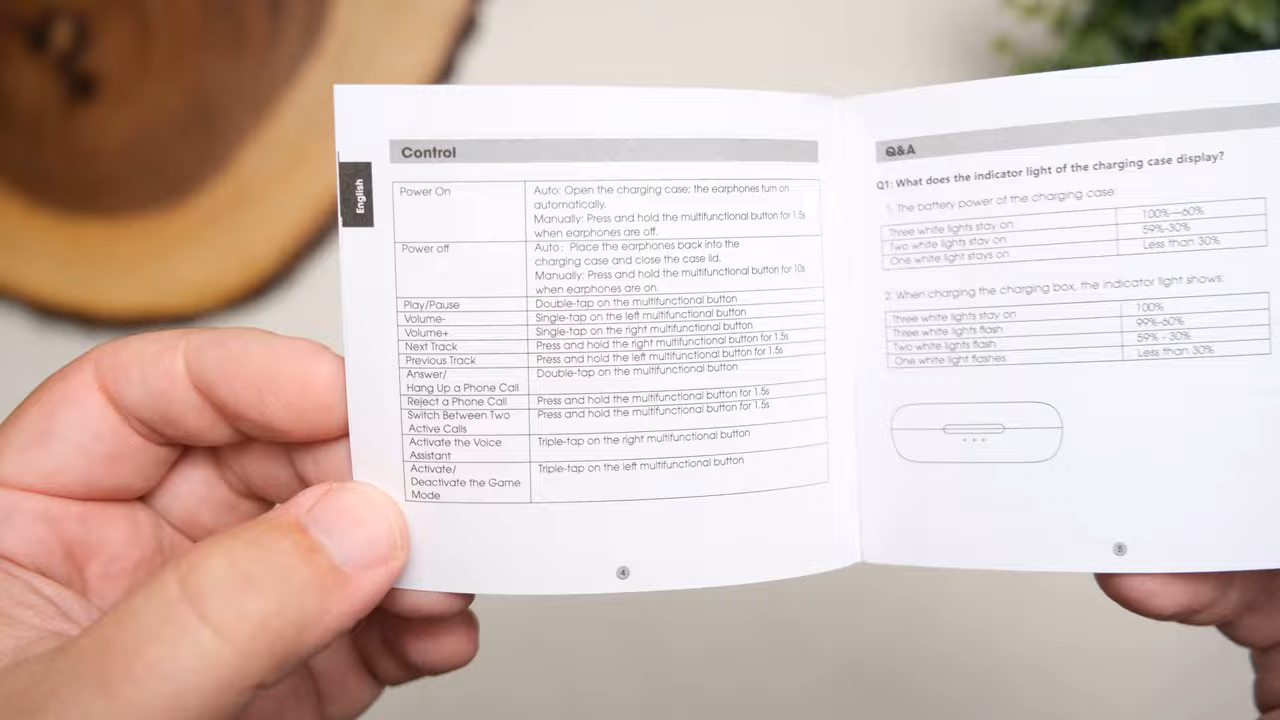 English
Control
Power On
Auto: Open the charging case; the earphones turn on
automatically.
Manually: Press and hold the multifunctional button for 1.5s
when earphones are off.
Power off
Auto: Place the earphones back into the
charging case and close the case lid.
Manually: Press and hold the multifunctional button for 10s
when earphones are on.
Play/Pause Double-tap on the multifunctional button
Volume- Single-tap on the left multifunctional button
Volume+ Single-tap on the right multifunctional button
Next Track Press and hold the right multifunctional button for 1.5s
Previous Track Press and hold the left multifunctional button for 1.5s
Answer/ Double-tap on the multifunctional button
Hang Up a Phone Call
Reject a Phone Call Press and hold the multifunctional button for 1.5s
Switch Between Two Press and hold the multifunctional button for 1.5s
Active Calls
Activate the Voice Triple-tap on the right multifunctional button
Assistant
Activate/ Triple-tap on the left multifunctional button
Deactivate the Game
Mode
4
Q&A
Q1: What does the indicator light of the charging case display?
1. The battery power of the charging case:
Three white lights stay on 100%—60%
Two white lights stay on 59%-30%
One white light stays on Less than 30%
2. When charging the charging box, the indicator light shows:
Three white lights stay on 100%
Three white lights flash 99%-60%
Two white lights flash 59% - 30%
One white light flashes Less than 30%
5